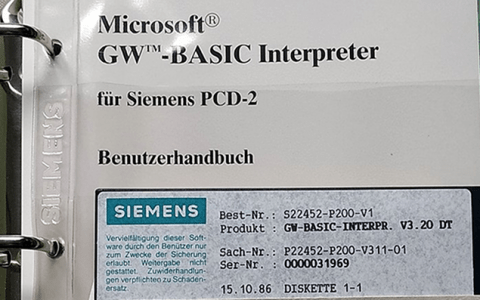 Microsoft®
GW™-BASIC Interpreter
für Siemens PCD-2
Benutzerhandbuch
SIEMENS
SIEMENS
Vervielfältigung dieser Soft-
ware durch den Benutzer nur
zum Zwecke der Sicherung
erlaubt. Weitergabe nicht
gestattet. Zuwiderhandlun-
gen verpflichten zu Schaden-
ersatz.
Best-Nr.: S22452-P200-V1
Produkt : GW-BASIC-INTERPR. V3.20 DT
Sach-Nr.: P22452-P200-V311-01
Ser-Nr. : 0000031969
15.10.86 DISKETTE 1-1